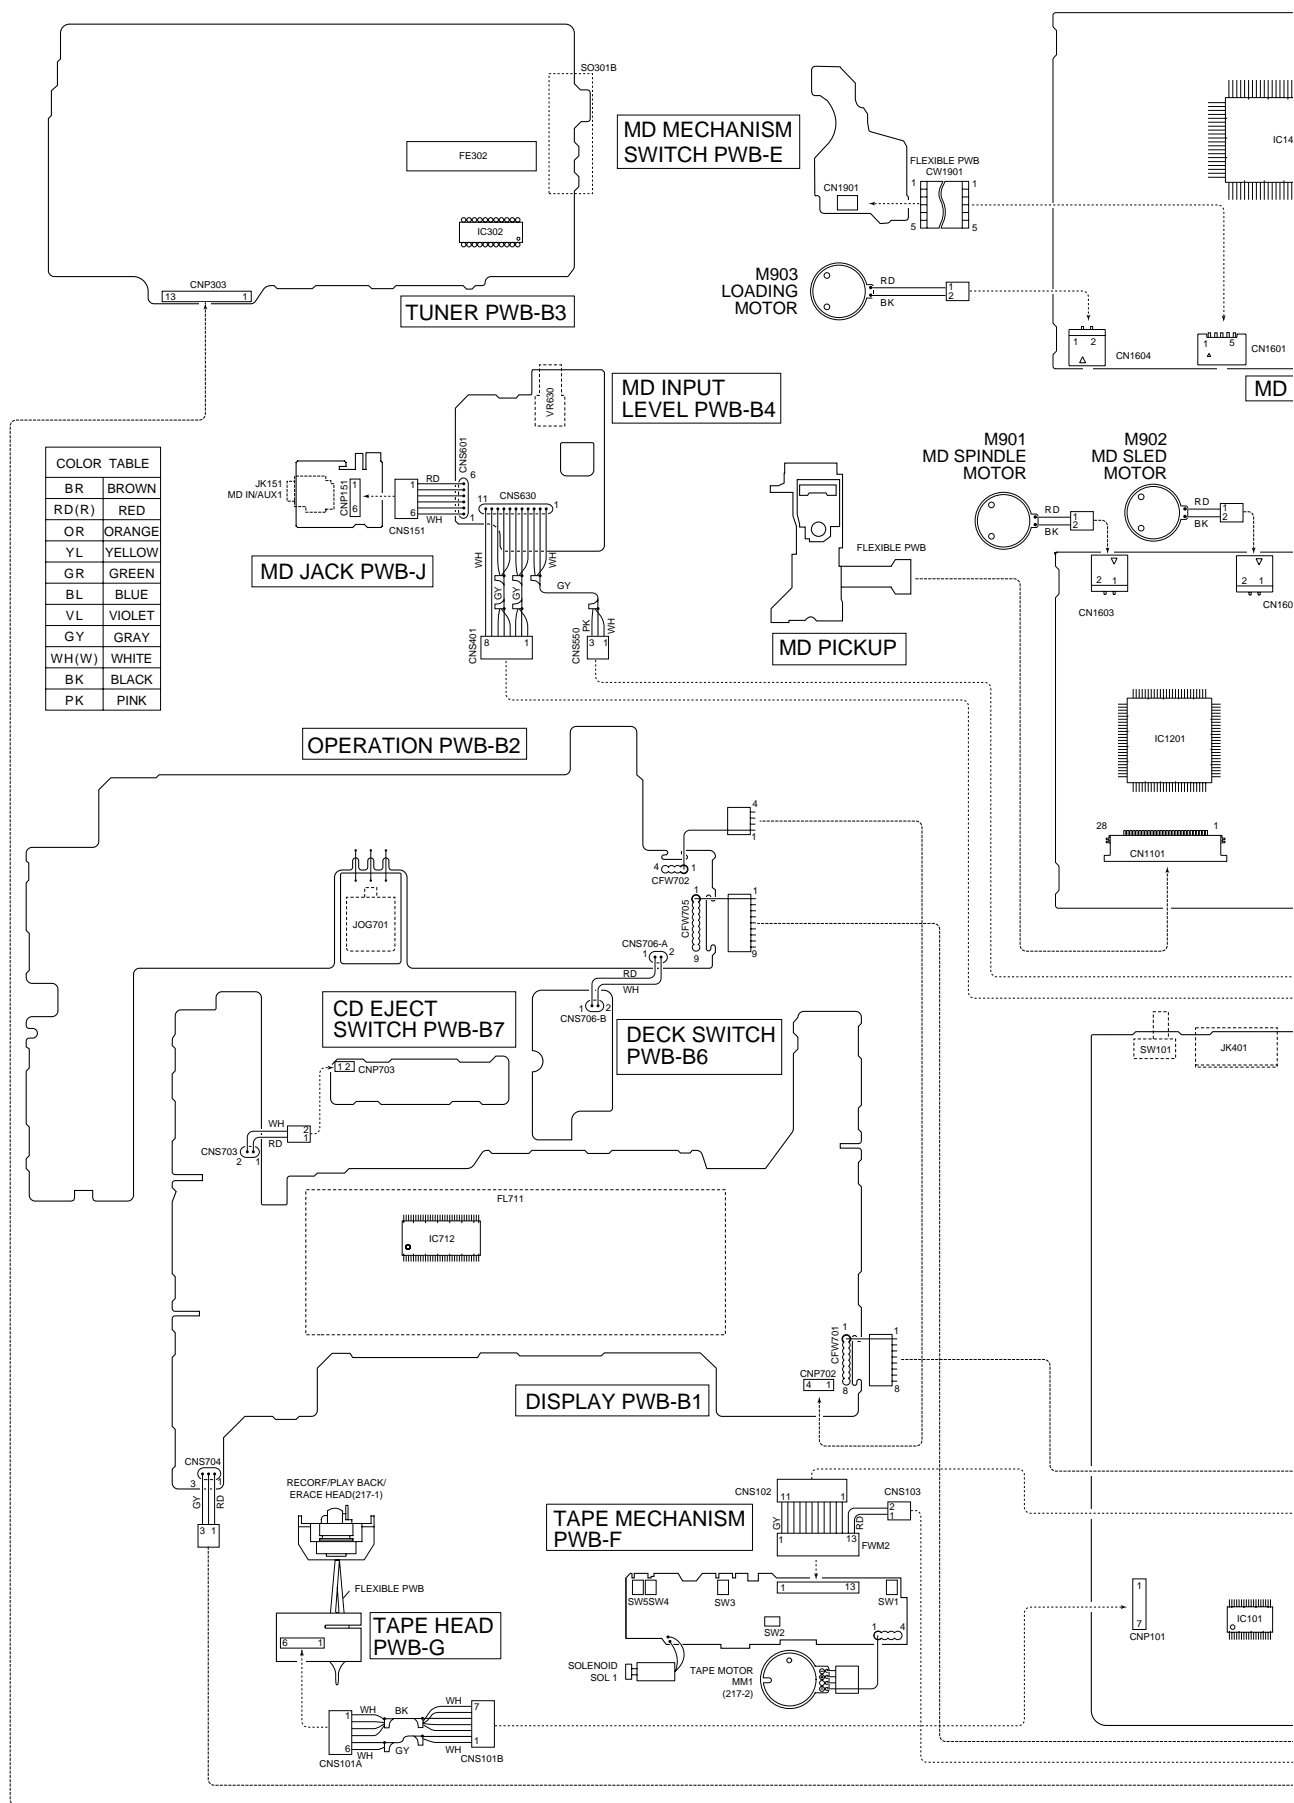 SO301B
FE302
IC302
CNP303
13 1
TUNER PWB-B3
MD MECHANISM
SWITCH PWB-E
FLEXIBLE PWB
CW1901
CN1901
1 1
5 5
IC14
M903
LOADING
MOTOR
RD
BK
1
2
1 2
CN1604
1 5
CN1601
MD
MD INPUT
LEVEL PWB-B4
VR630
CNS601
6
1
CNS630
11 1
JK151
MD IN/AUX1
CNP151
1
6
RD
WH
1
6
CNS151
MD JACK PWB-J
WH
GY
GY
WH
GY
PK
WH
CNS401
8 1
CNS550
3 1
COLOR TABLE
BR BROWN
RD(R) RED
OR ORANGE
YL YELLOW
GR GREEN
BL BLUE
VL VIOLET
GY GRAY
WH(W) WHITE
BK BLACK
PK PINK
M901
MD SPINDLE
MOTOR
RD
BK
1
2
M902
MD SLED
MOTOR
RD
BK
1
2
FLEXIBLE PWB
MD PICKUP
2 1
CN1603
2 1
CN160
IC1201
28 1
CN1101
OPERATION PWB-B2
4
1
4 1
CFW702
JOG701
CFW705
1
9
1
9
CNS706-A
1 2
RD
WH
1 2
CNS706-B
CD EJECT
SWITCH PWB-B7
1 2
CNP703
DECK SWITCH
PWB-B6
SW101
JK401
WH
RD
2
1
CNS703
2 1
FL711
IC712
CFW701
1
8
1
8
CNP702
4 1
DISPLAY PWB-B1
CNS704
3 1
GY
RD
3 1
RECORF/PLAY BACK/
ERACE HEAD(217-1)
FLEXIBLE PWB
TAPE HEAD
PWB-G
6 1
TAPE MECHANISM
PWB-F
CNS102
11 1
CNS103
2
1
GY
RD
1 13
FWM2
1 13
SW5SW4
SW3
SW1
SW2
1 4
SOLENOID
SOL 1
TAPE MOTOR
MM1
(217-2)
1
7
CNP101
IC101
WH
BK
WH
1
6
7
1
WH
GY
WH
CNS101A
CNS101B